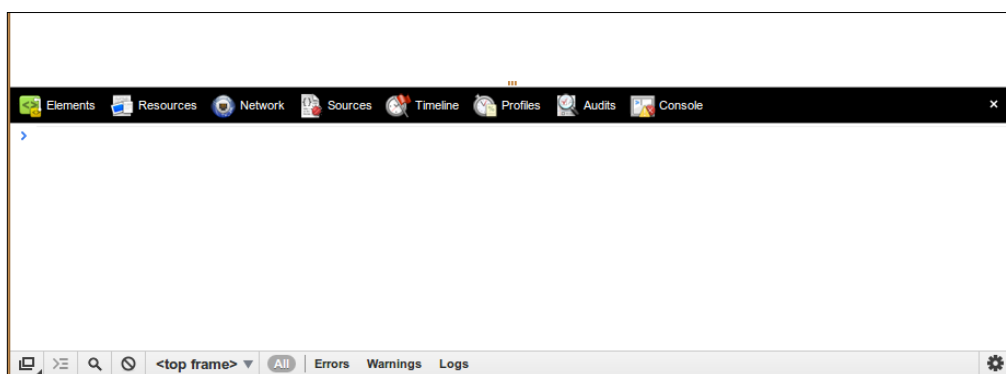 Elements Resources Network Sources Timeline Profiles Audits Console ×
>
<top frame> ▼ All Errors Warnings Logs